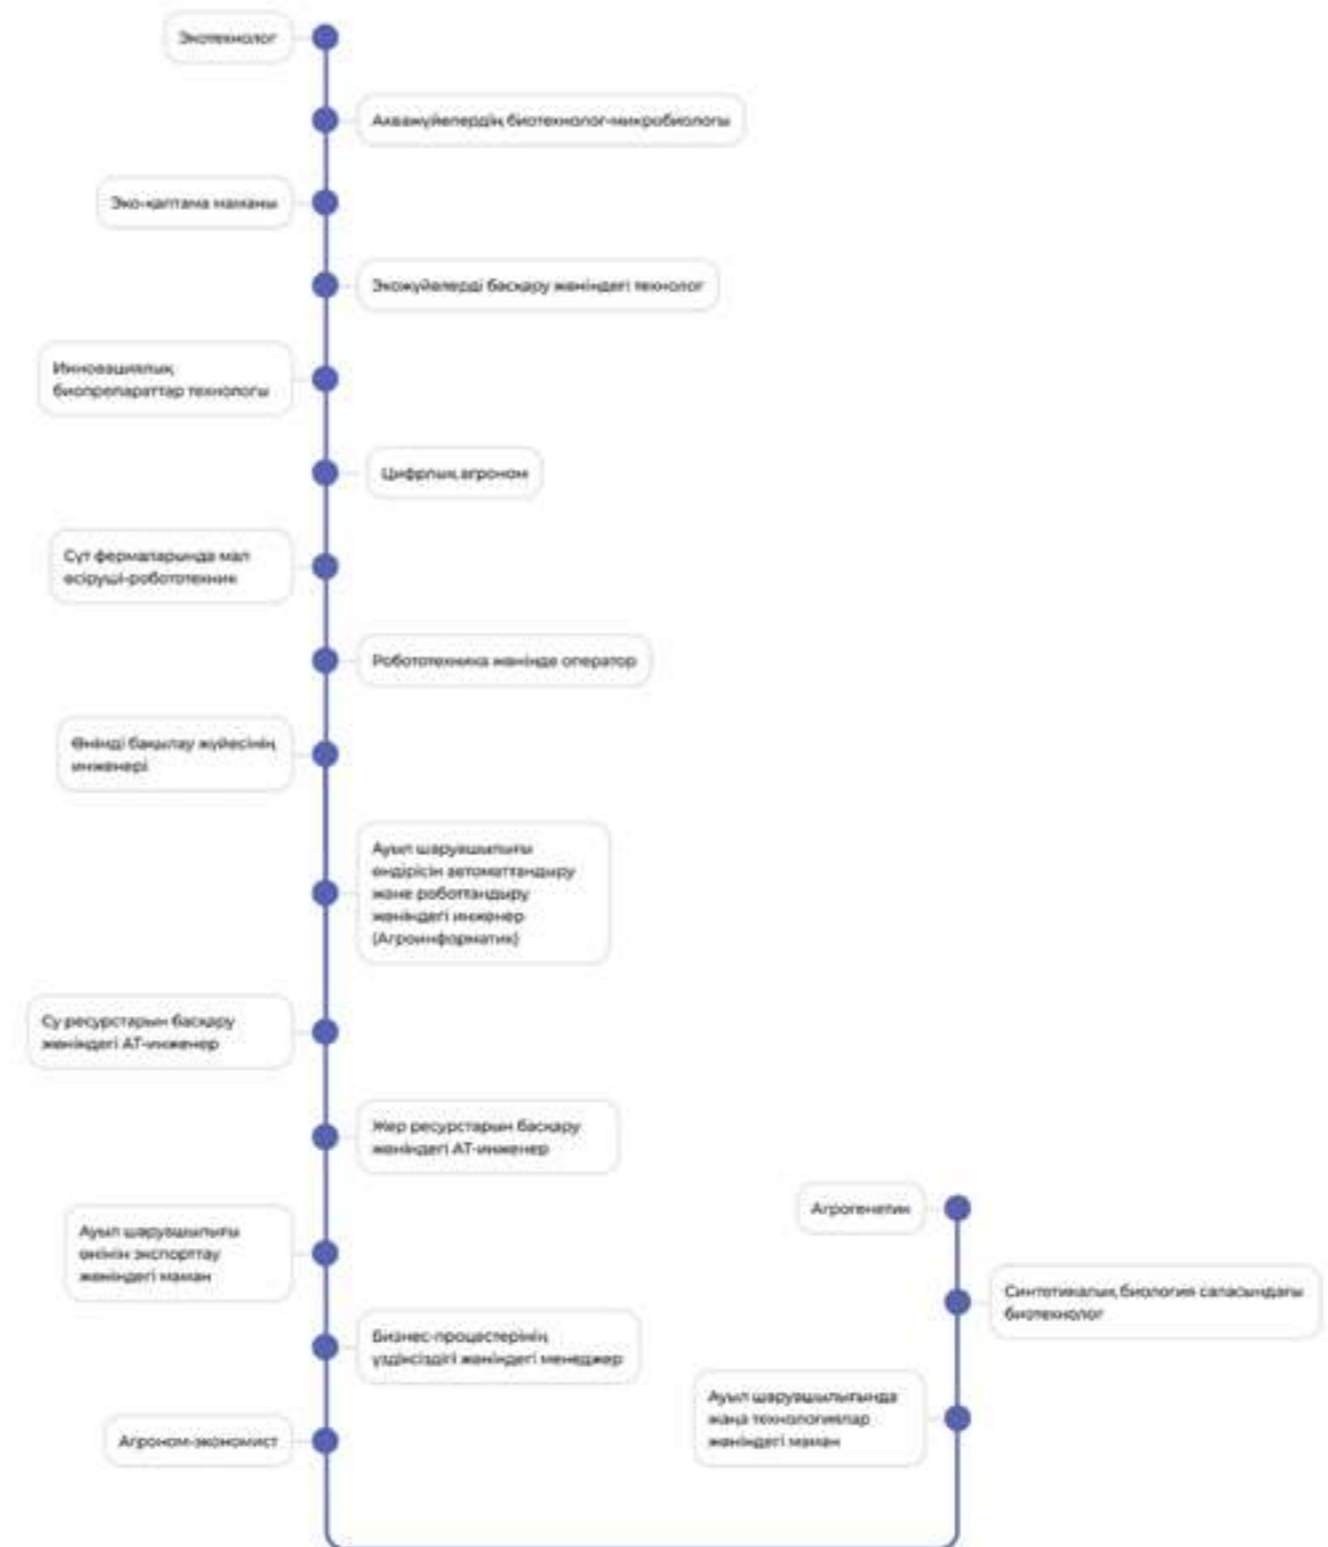 Экотехнолог
Акважүйелердің биотехнолог-микробиологы
Эко-қаптама маманы
Экожүйелерді басқару жөніндегі технолог
Инновациялық
биопрепараттар технологы
Цифрлық агроном
Сүт фермаларында мал
өсіруші-робототехник
Робототехника жөнінде оператор
Өнімді бақылау жүйесінің
инженері
Ауыл шаруашылығы
өндірісін автоматтандыру
және роботтандыру
жөніндегі инженер
(Агроинформатик)
Су ресурстарын басқару
жөніндегі АТ-инженер
Жер ресурстарын басқару
жөніндегі АТ-инженер
Ауыл шаруашылығы
өнімін экспорттау
жөніндегі маман
Бизнес-процестерінің
үздіксіздігі жөніндегі менеджер
Агроном-экономист
Агрогенетик
Синтетикалық биология саласындағы
биотехнолог
Ауыл шаруашылығында
жаңа технологиялар
жөніндегі маман